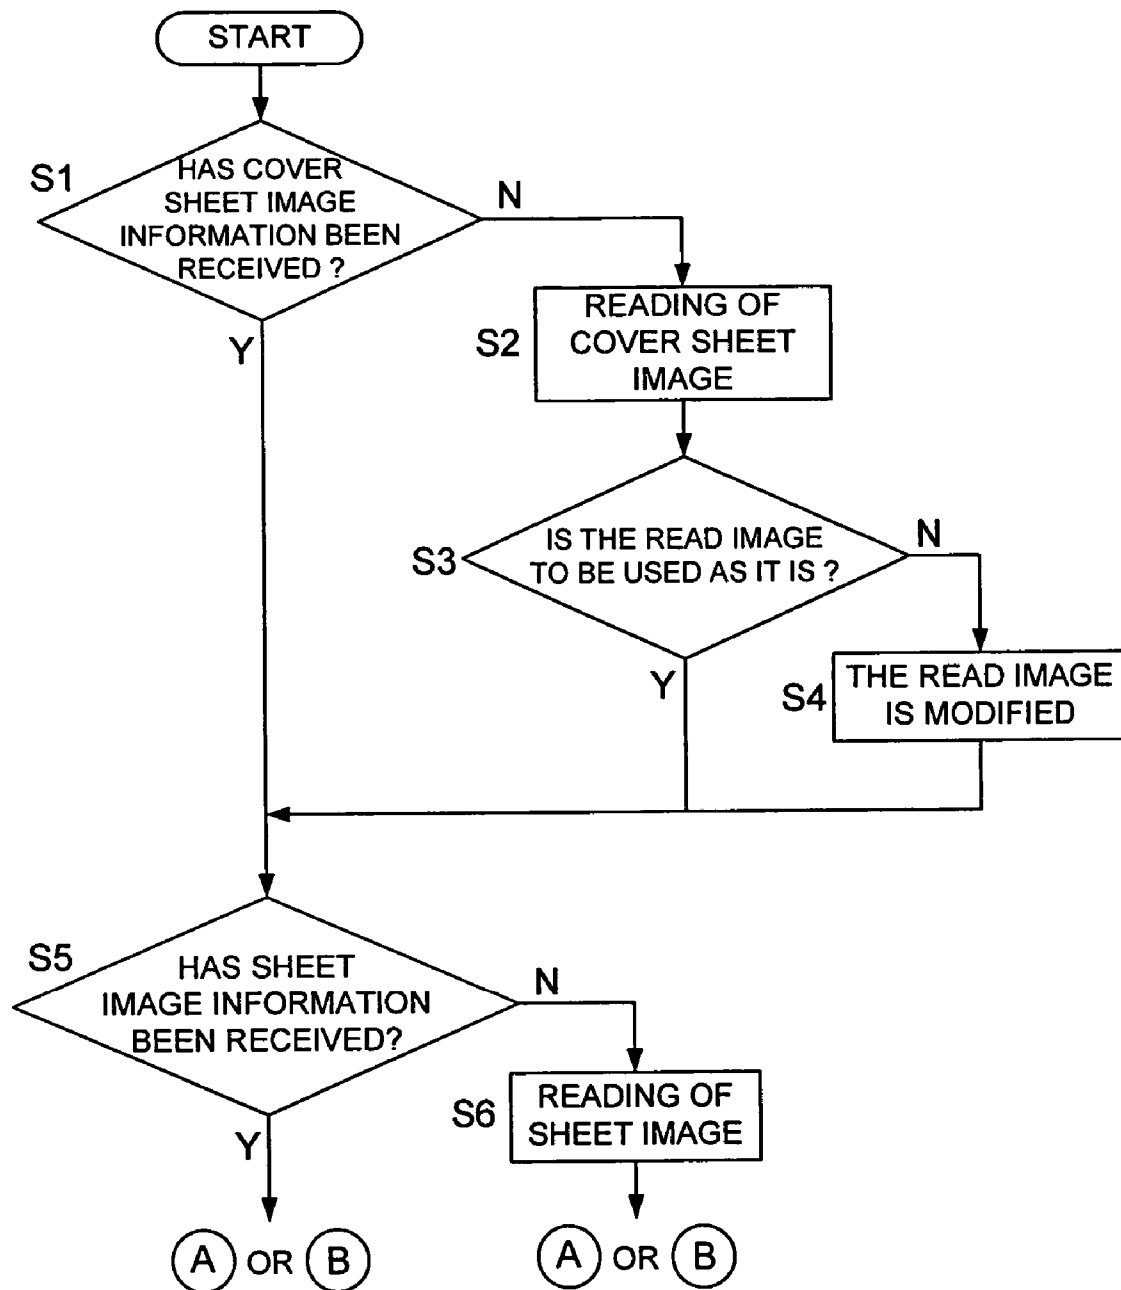 START
S1
HAS COVER
SHEET IMAGE
INFORMATION BEEN
RECEIVED ?
N
Y
S2
READING OF
COVER SHEET
IMAGE
S3
IS THE READ IMAGE
TO BE USED AS IT IS ?
N
Y
S4
THE READ IMAGE
IS MODIFIED
S5
HAS SHEET
IMAGE INFORMATION
BEEN RECEIVED?
N
Y
S6
READING OF
SHEET IMAGE
A OR B
A OR B